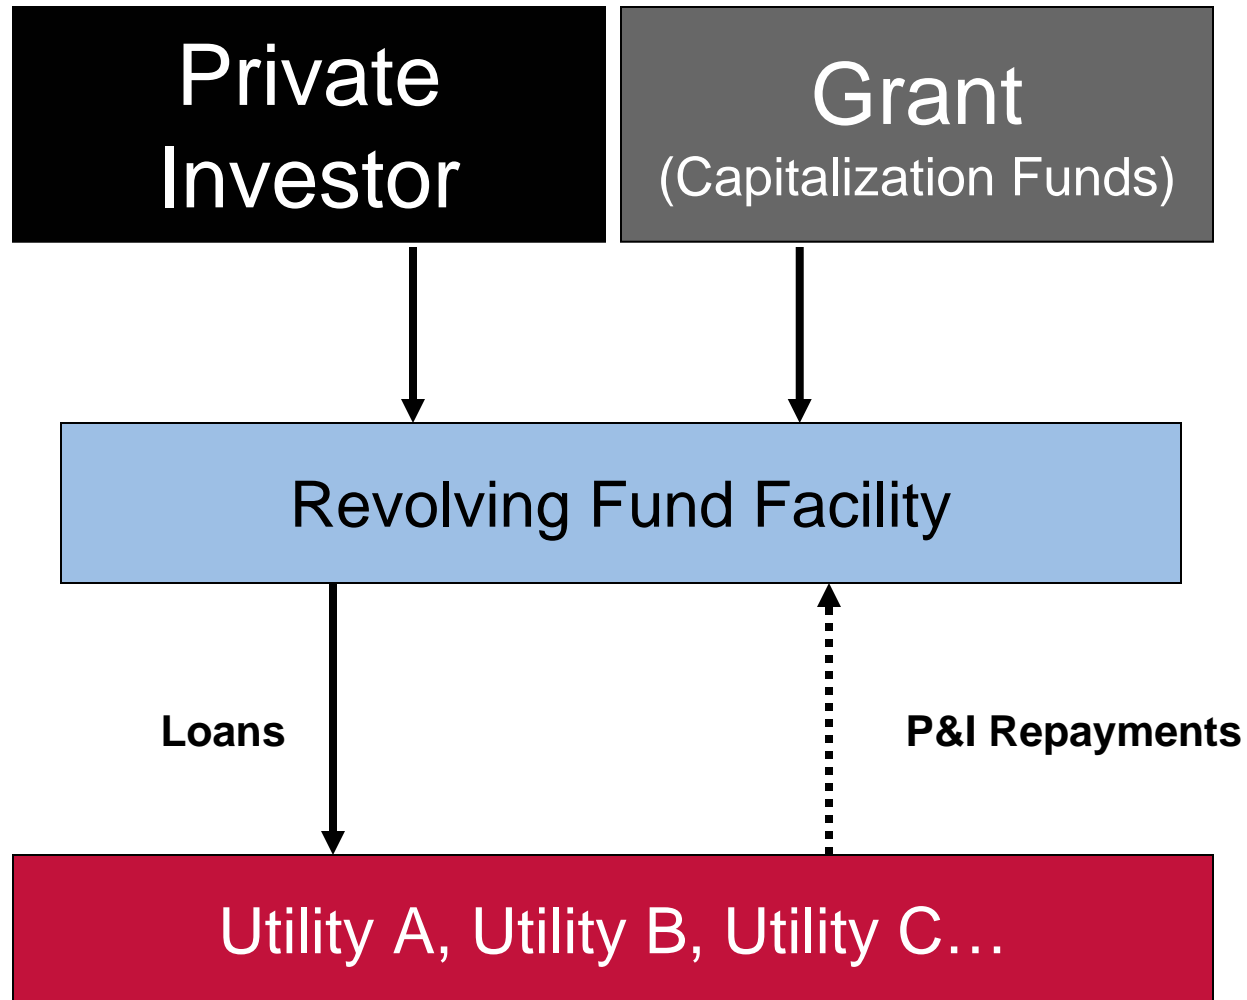 Private
Investor
Grant
(Capitalization Funds)
Revolving Fund Facility
Loans
P&I Repayments
Utility A, Utility B, Utility C…